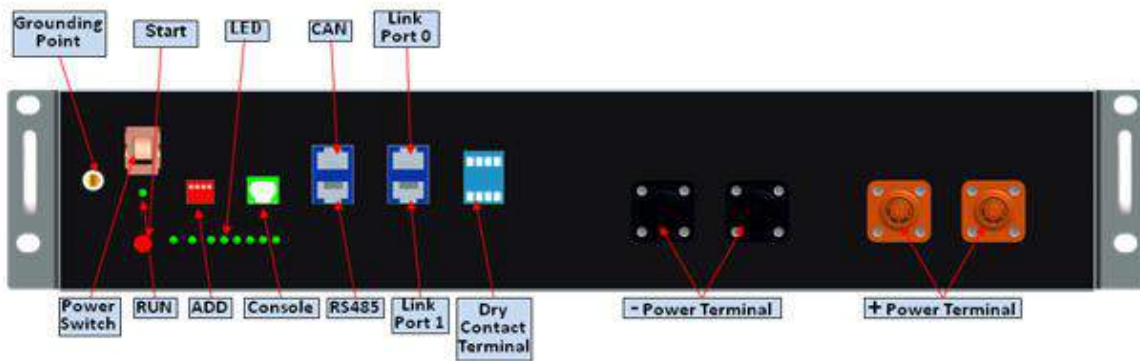 Grounding
Point
Start
LED
CAN
Link
Port 0
Power
Switch
RUN
ADD
Console
RS485
Link
Port 1
Dry
Contact
Terminal
- Power Terminal
+ Power Terminal